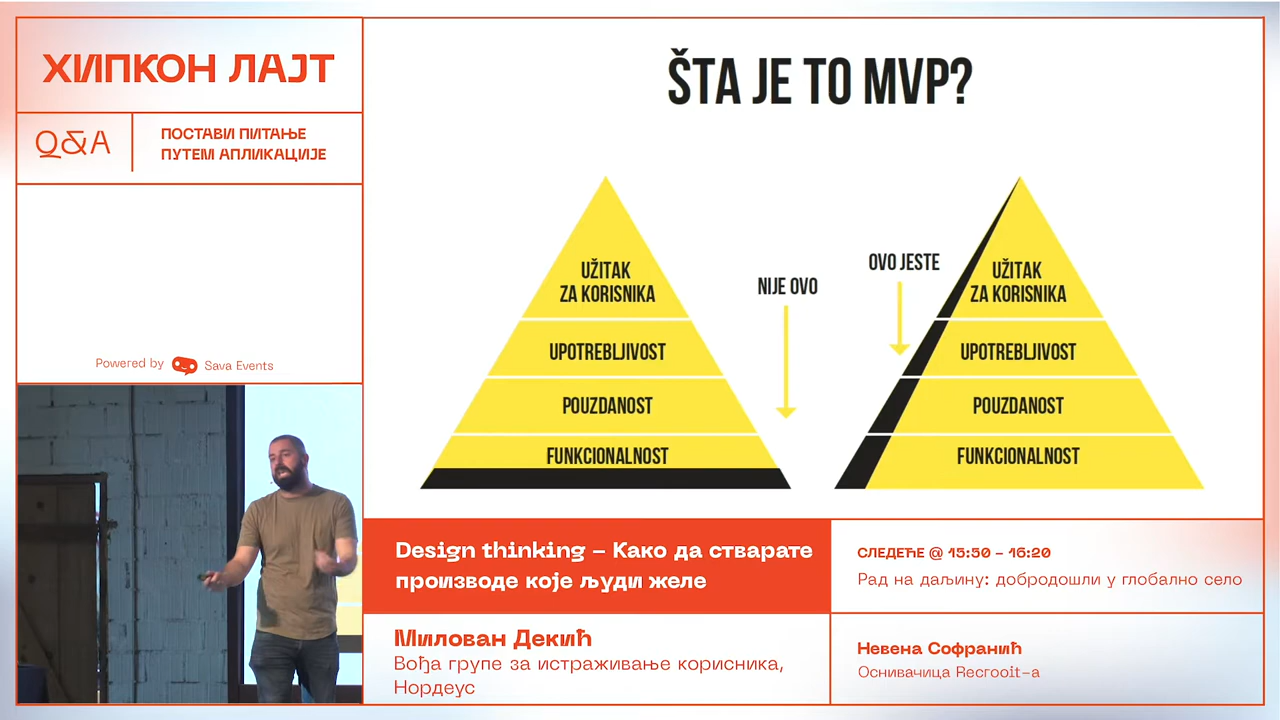 ХИПКОН ЛАЈТ
Q&A
ПОСТАВИ ПИТАЊЕ
ПУТЕМ АПЛИКАЦИЈЕ
Powered by Sava Events
ŠTA JE TO MVP?
UŽITAK
ZA KORISNIKA
UPOTREBLJIVOST
POUZDANOST
FUNKCIONALNOST
NIJE OVO
OVO JESTE
UŽITAK
ZA KORISNIKA
UPOTREBLJIVOST
POUZDANOST
FUNKCIONALNOST
Design thinking – Како да стварате
производе које људи желе
Милован Декић
Вођа групе за истраживање корисника,
Нордеус
СЛЕДЕЋЕ @ 15:50 – 16:20
Рад на даљину: добродошли у глобално село
Невена Софранић
Оснивачица Recrooit-a